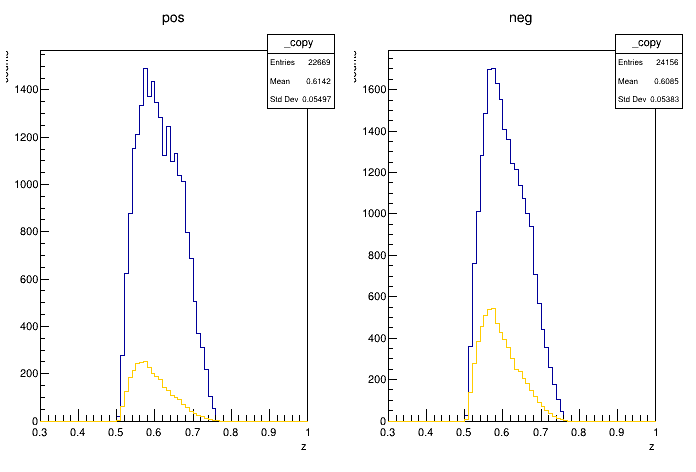 pos
_copy
Entries 22669
Mean 0.6142
Std Dev 0.05497
1400
1200
1000
800
600
400
200
0
0.3 0.4 0.5 0.6 0.7 0.8 0.9 1
z
neg
_copy
Entries 24156
Mean 0.6085
Std Dev 0.05383
1600
1400
1200
1000
800
600
400
200
0
0.3 0.4 0.5 0.6 0.7 0.8 0.9 1
z